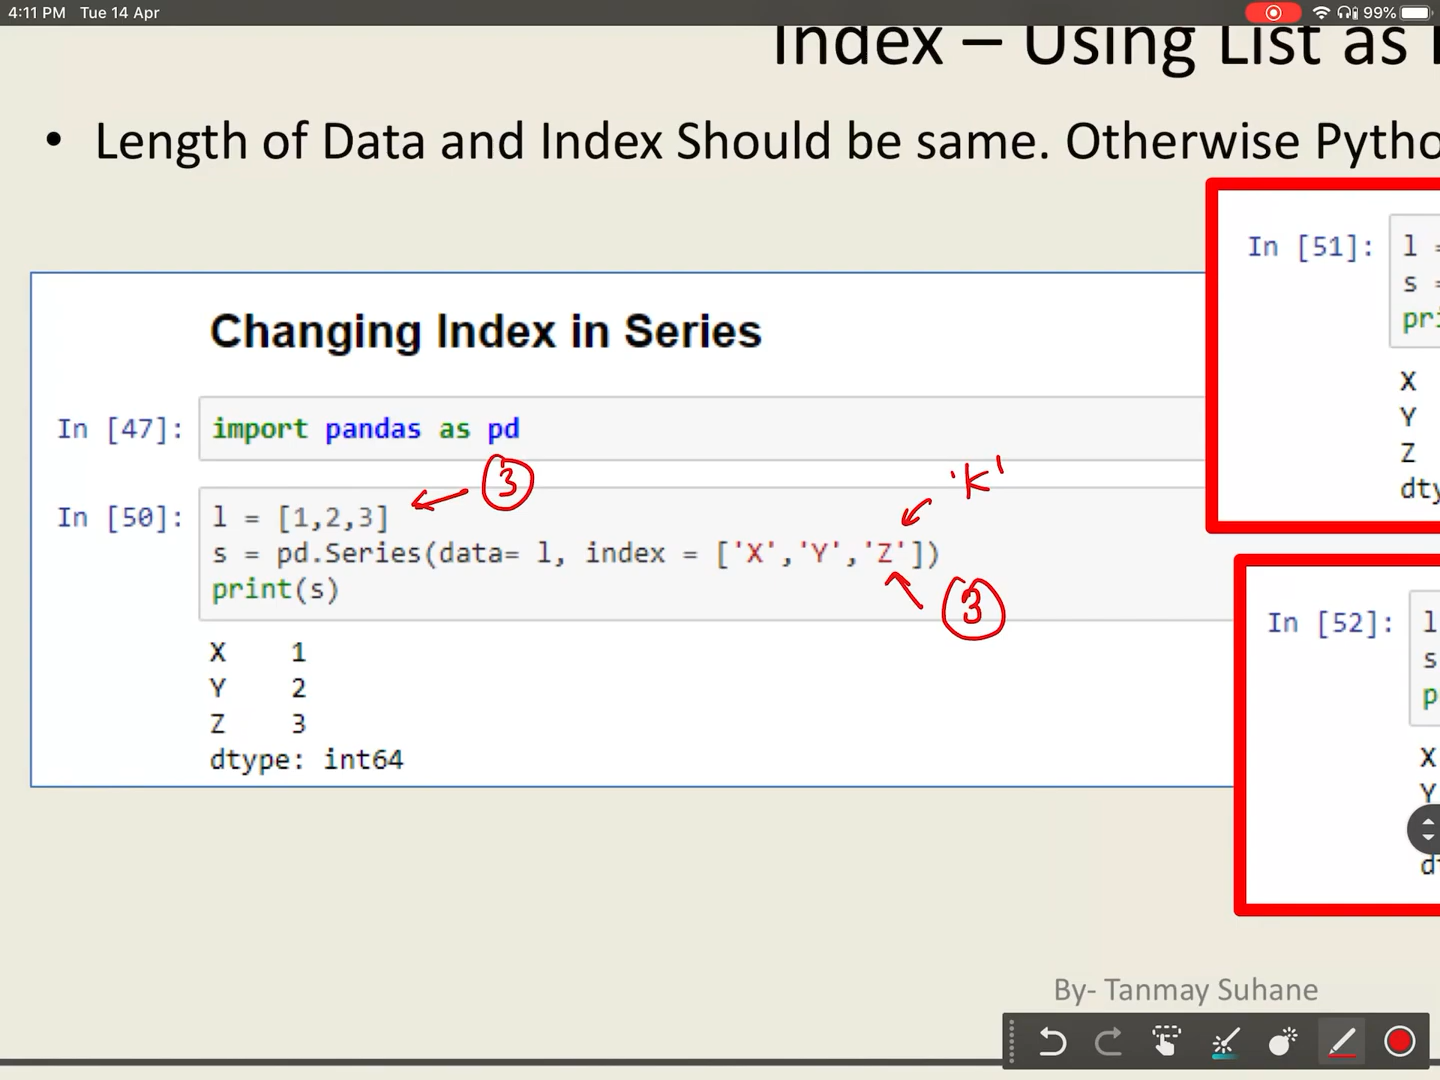 4:11 PM Tue 14 Apr
99%
Index – Using List as
• Length of Data and Index Should be same. Otherwise Pytho
Changing Index in Series
In [47]:
import pandas as pd
3
'K'
In [50]:
l = [1,2,3]
s = pd.Series(data= l, index = ['X','Y','Z'])
print(s)
3
X 1
Y 2
Z 3
dtype: int64
In [51]:
l =
s =
pri
X
Y
Z
dty
In [52]:
l
s
p
X
Y
d
By- Tanmay Suhane